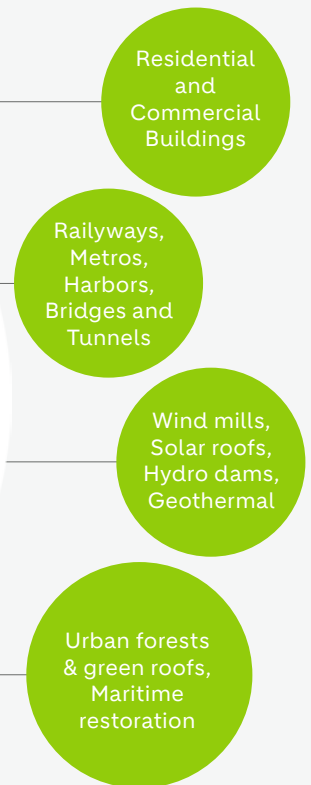 Residential
and
Commercial
Buildings
Railyways,
Metros,
Harbors,
Bridges and
Tunnels
Wind mills,
Solar roofs,
Hydro dams,
Geothermal
Urban forests
& green roofs,
Maritime
restoration